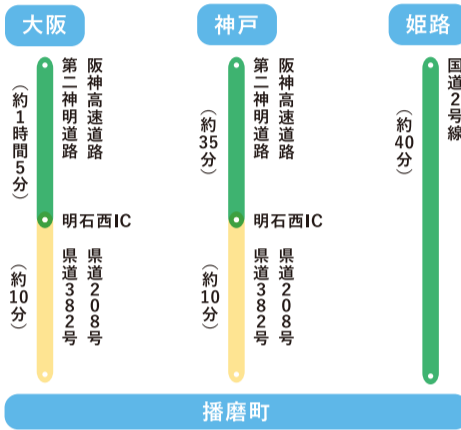 大阪
神戸
姫路
阪神高速道路
第二神明道路
（約1時間5分）
明石西IC
県道208号
県道382号
（約10分）
阪神高速道路
第二神明道路
（約35分）
明石西IC
県道208号
県道382号
（約10分）
国道2号線
（約40分）
播磨町